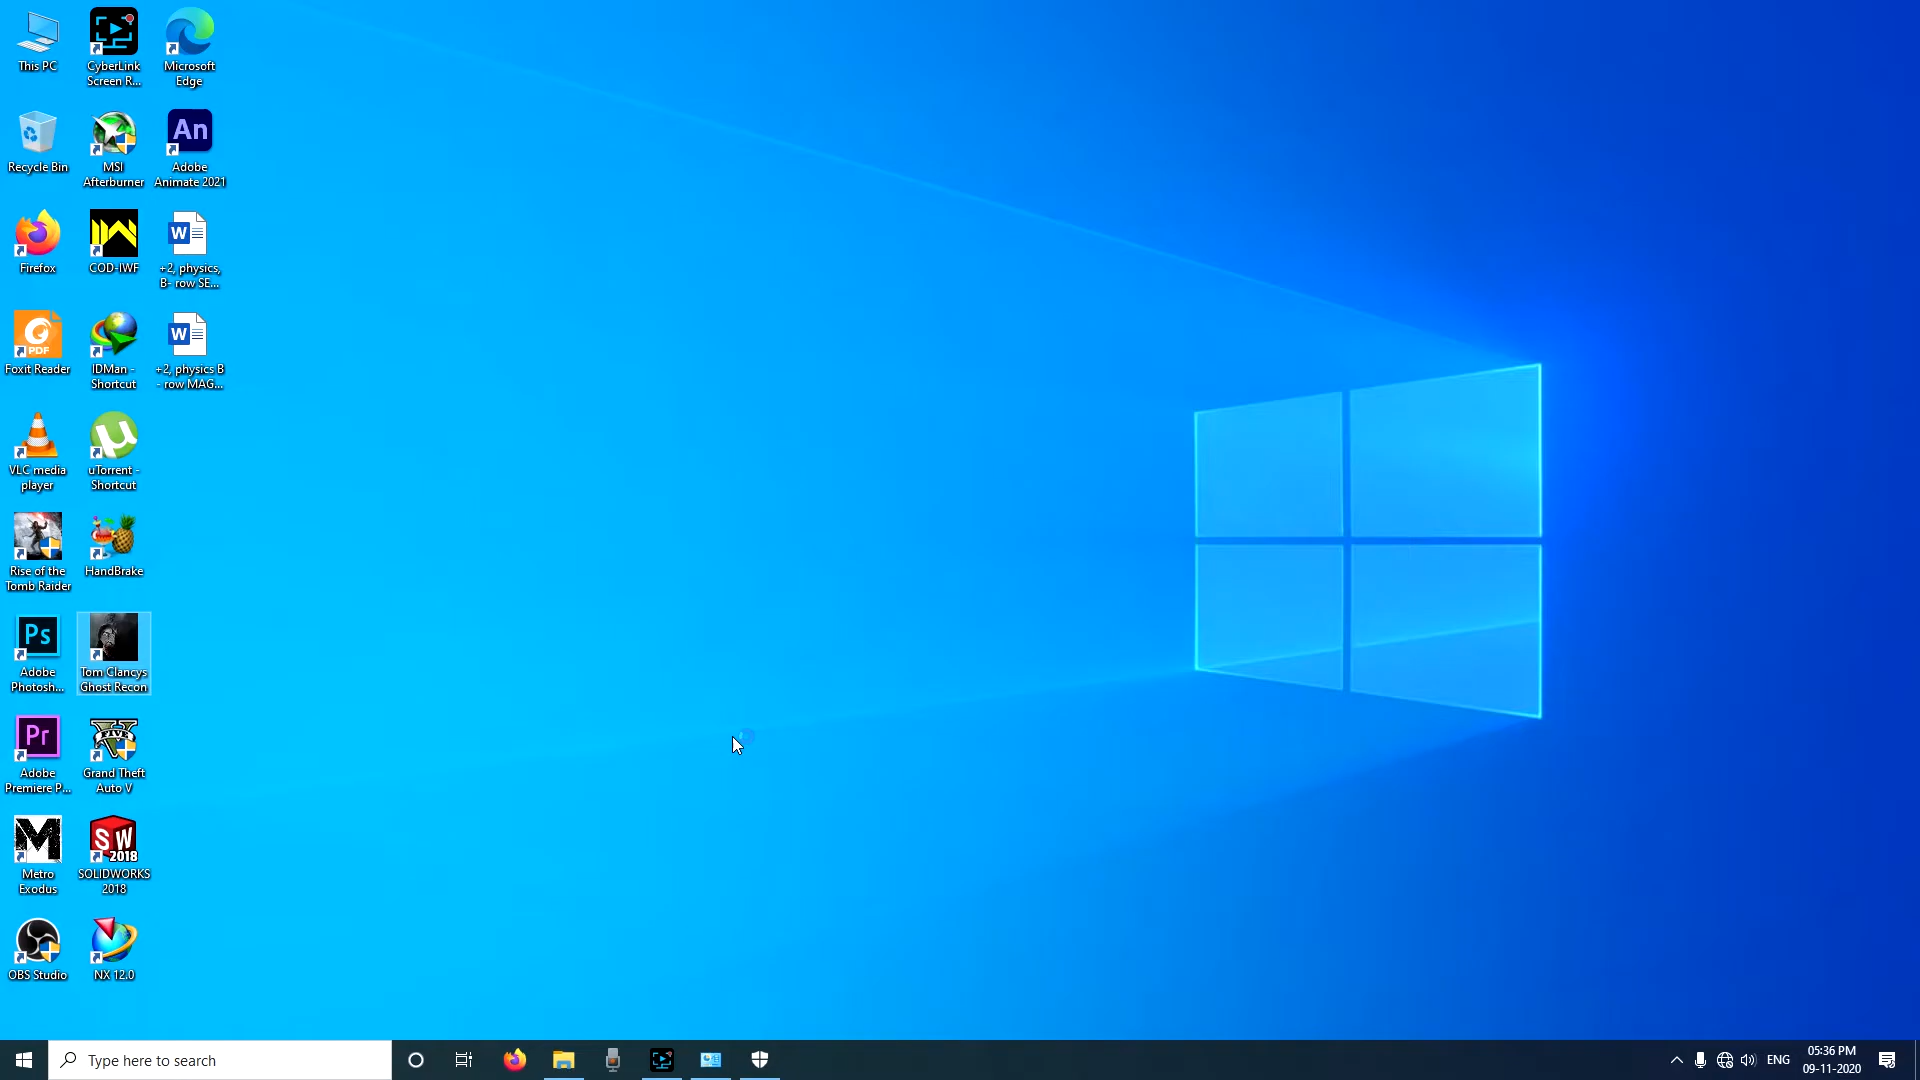 This PC
CyberLink
Screen R...
Microsoft
Edge
Recycle Bin
MSI
Afterburner
An
Adobe
Animate 2021
Firefox
COD-IWF
W
+2, physics,
B- row SE...
PDF
Foxit Reader
IDMan -
Shortcut
W
+2, physics B
- row MAG...
VLC media
player
µ
uTorrent -
Shortcut
Rise of the
Tomb Raider
HandBrake
Ps
Adobe
Photosh...
Tom Clancys
Ghost Recon
Pr
Adobe
Premiere P...
FIVE
Grand Theft
Auto V
M
Metro
Exodus
SW
2018
SOLIDWORKS
2018
OBS Studio
NX 12.0
Type here to search
ENG
05:36 PM
09-11-2020